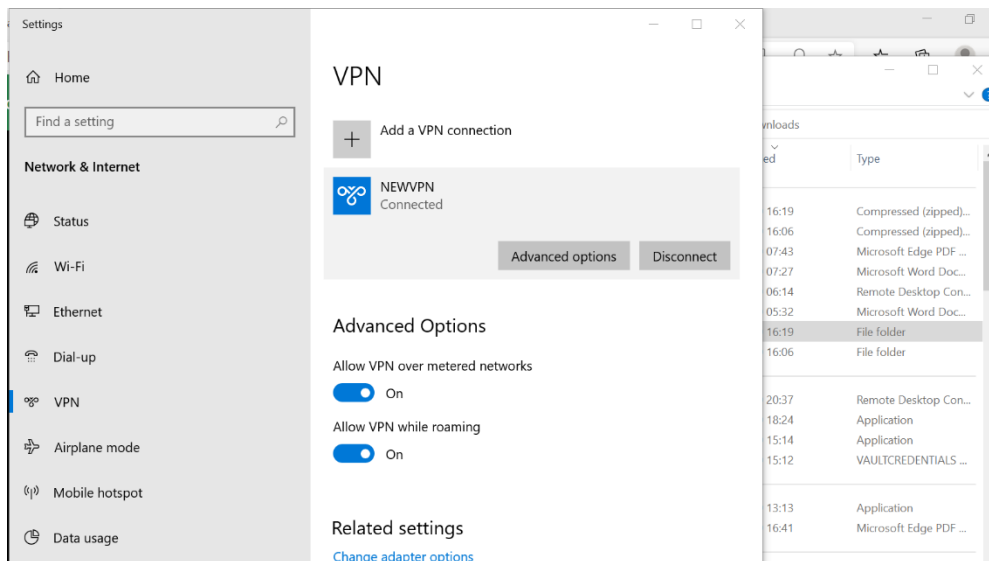 Settings
Home
Find a setting
Network & Internet
Status
Wi-Fi
Ethernet
Dial-up
VPN
Airplane mode
Mobile hotspot
Data usage
VPN
Add a VPN connection
NEWVPN
Connected
Advanced options Disconnect
Advanced Options
Allow VPN over metered networks
On
Allow VPN while roaming
On
Related settings
Change adapter options
wnloads
ed Type
16:19 Compressed (zipped)...
16:06 Compressed (zipped)...
07:43 Microsoft Edge PDF ...
07:27 Microsoft Word Doc...
06:14 Remote Desktop Con...
05:32 Microsoft Word Doc...
16:19 File folder
16:06 File folder
20:37 Remote Desktop Con...
18:24 Application
15:14 Application
15:12 VAULTCREDENTIALS ...
13:13 Application
16:41 Microsoft Edge PDF ...